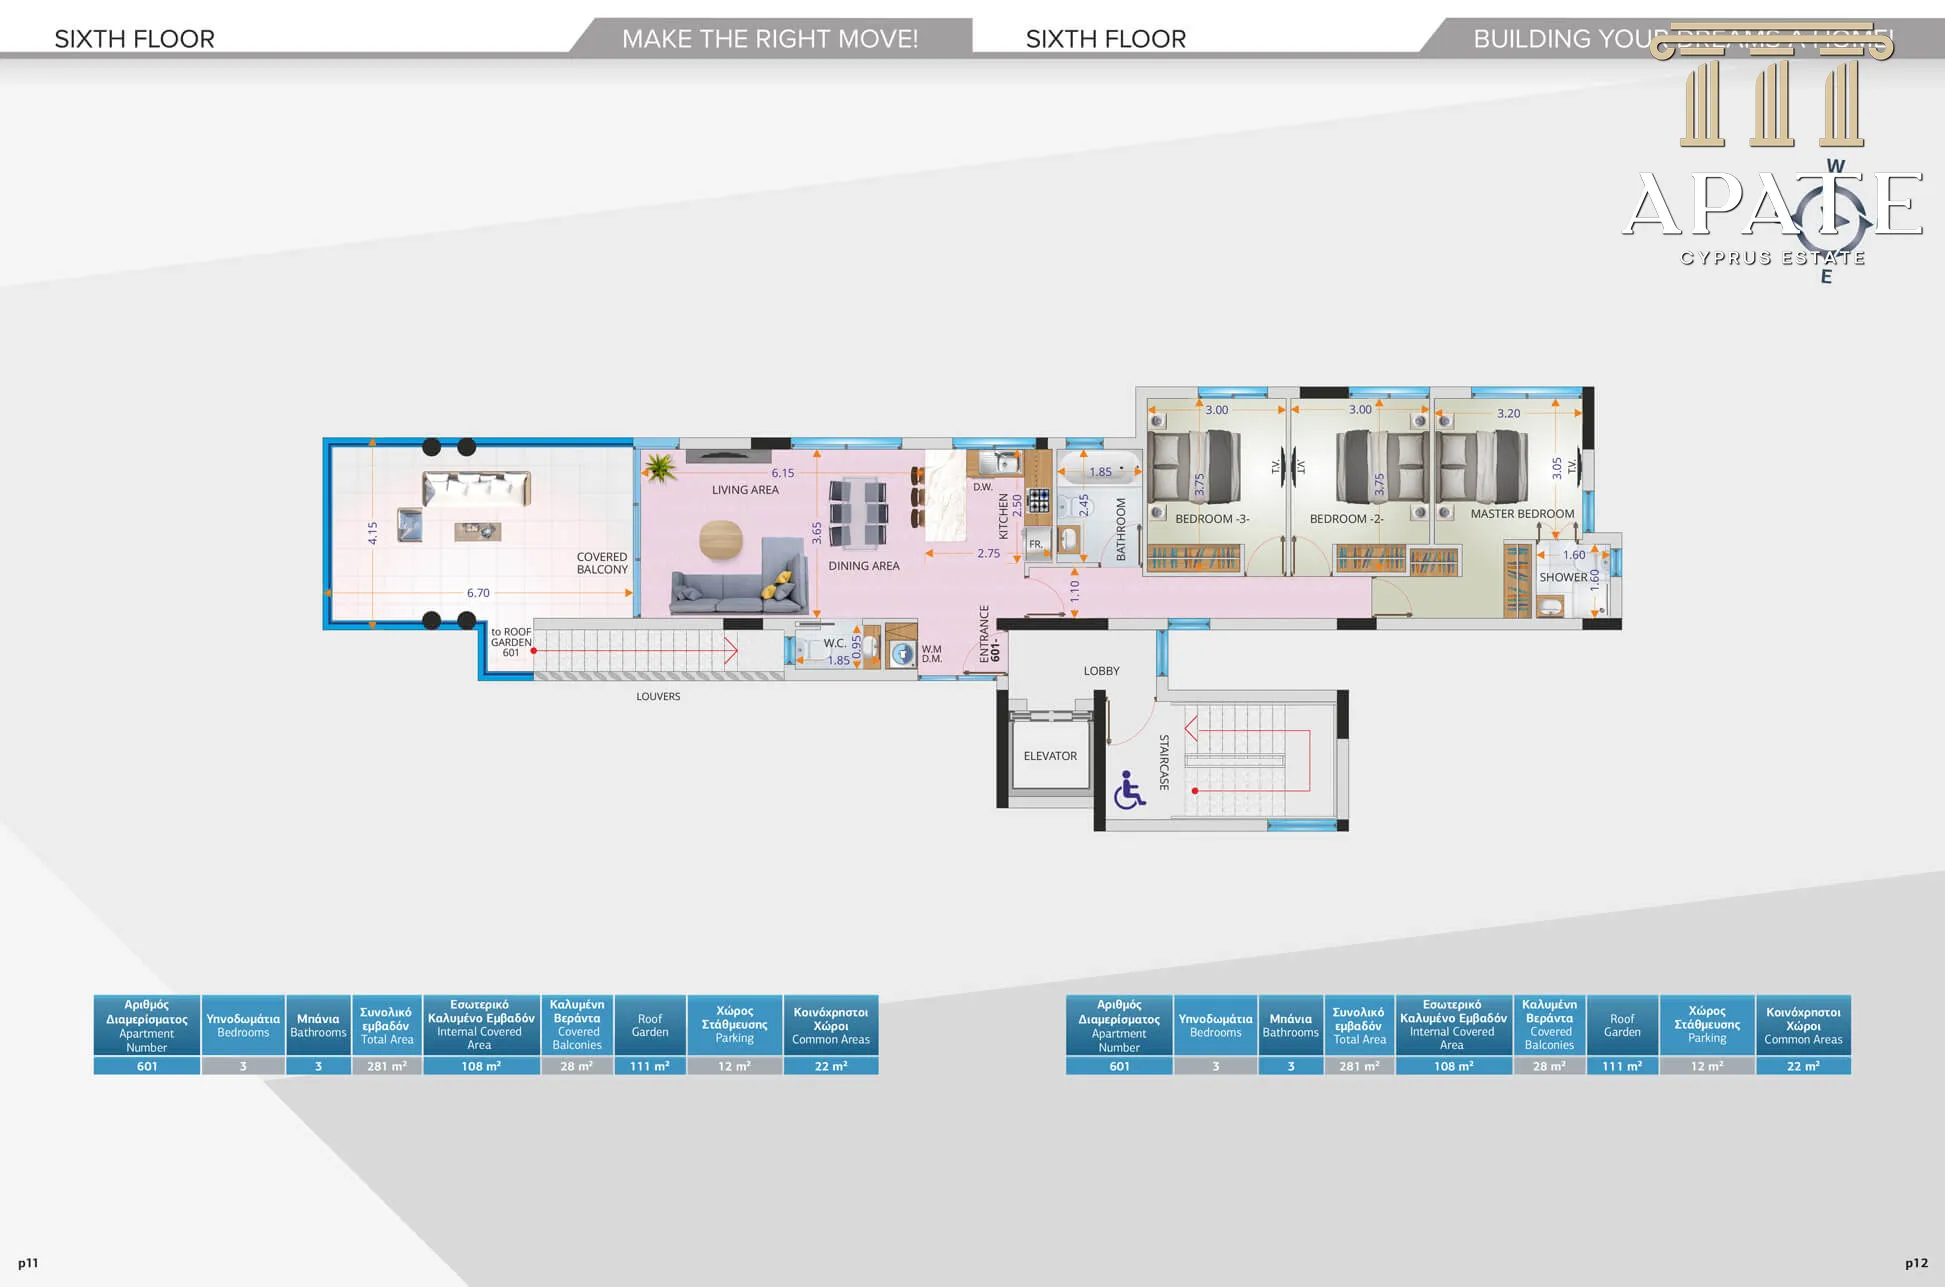 SIXTH FLOOR
MAKE THE RIGHT MOVE!
SIXTH FLOOR
BUILDING YOUR DREAMS A HOME!
W
APATE
CYPRUS ESTATE
E
4.15
6.70
COVERED
BALCONY
to ROOF
GARDEN
601
LOUVERS
6.15
LIVING AREA
3.65
DINING AREA
D.W.
KITCHEN
2.50
FR.
2.75
W.C.
1.85
0.95
W.M
D.M.
ENTRANCE
601-
1.10
1.85
2.45
BATHROOM
3.00
3.75
T.V.
BEDROOM -3-
3.00
3.75
T.V.
BEDROOM -2-
3.20
3.05
T.V.
MASTER BEDROOM
1.60
SHOWER
1.60
LOBBY
ELEVATOR
STAIRCASE
Αριθμός
Διαμερίσματος
Apartment
Number
Υπνοδωμάτια
Bedrooms
Μπάνια
Bathrooms
Συνολικό
εμβαδόν
Total Area
Εσωτερικό
Καλυμένο Εμβαδόν
Internal Covered
Area
Καλυμένη
Βεράντα
Covered
Balconies
Roof
Garden
Χώρος
Στάθμευσης
Parking
Κοινόχρηστοι
Χώροι
Common Areas
601 3 3 281 m² 108 m² 28 m² 111 m² 12 m² 22 m²
Αριθμός
Διαμερίσματος
Apartment
Number
Υπνοδωμάτια
Bedrooms
Μπάνια
Bathrooms
Συνολικό
εμβαδόν
Total Area
Εσωτερικό
Καλυμένο Εμβαδόν
Internal Covered
Area
Καλυμένη
Βεράντα
Covered
Balconies
Roof
Garden
Χώρος
Στάθμευσης
Parking
Κοινόχρηστοι
Χώροι
Common Areas
601 3 3 281 m² 108 m² 28 m² 111 m² 12 m² 22 m²
p11
p12